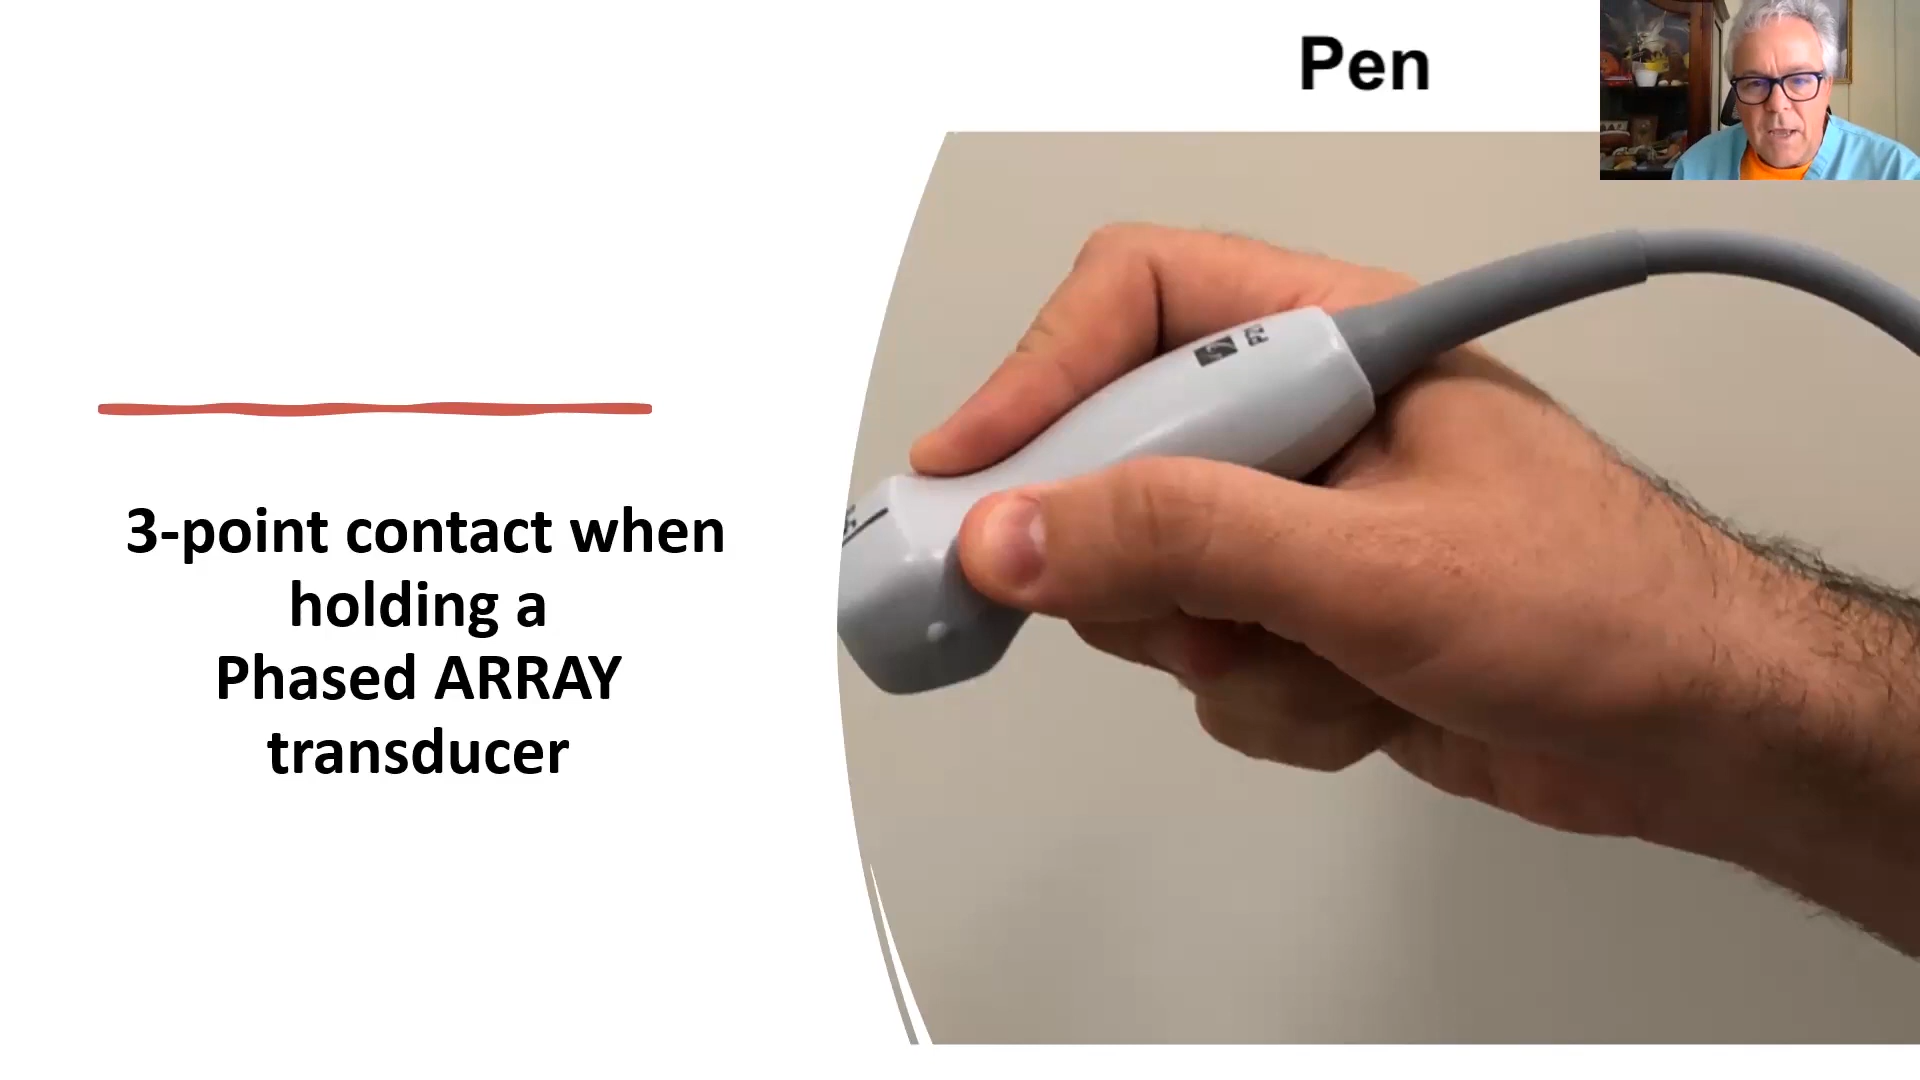 Pen
3-point contact when
holding a
Phased ARRAY
transducer